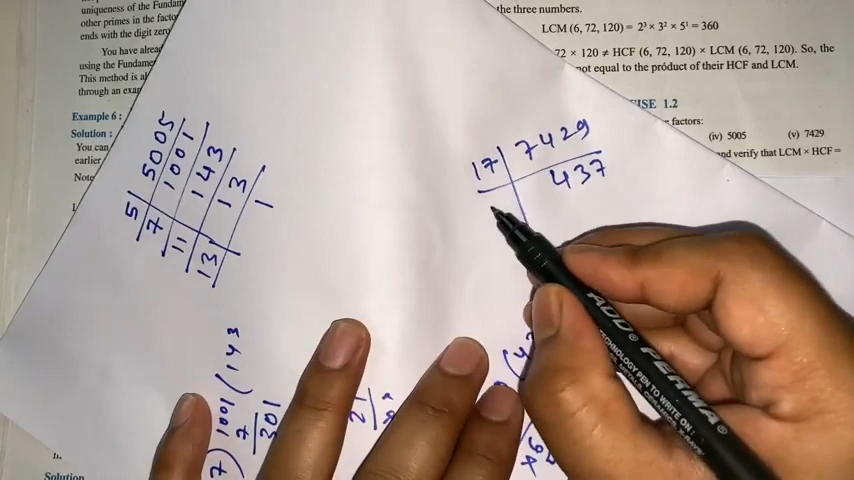 uniqueness of the Fundam
other primes in the facto
ends with the digit zero
You have alrea
using the Fundame
This method is al
through an exam
Example 6 :
Solution :
You can
earlier
Note
the three numbers.
LCM (6, 72, 120) = 2³ × 3² × 5¹ = 360
72 × 120 ≠ HCF (6, 72, 120) × LCM (6, 72, 120). So, the
not equal to the product of their HCF and LCM.
ISE 1.2
factors:
(iv) 5005 (v) 7429
and verify that LCM × HCF =
5 5005
7 1001
11 143
13 13
1
17 7429
437
7) 1001 ( 143
7
301
21
ADD PERMA
TECHNOLOGY PEN TO WRITE ON:
Solution